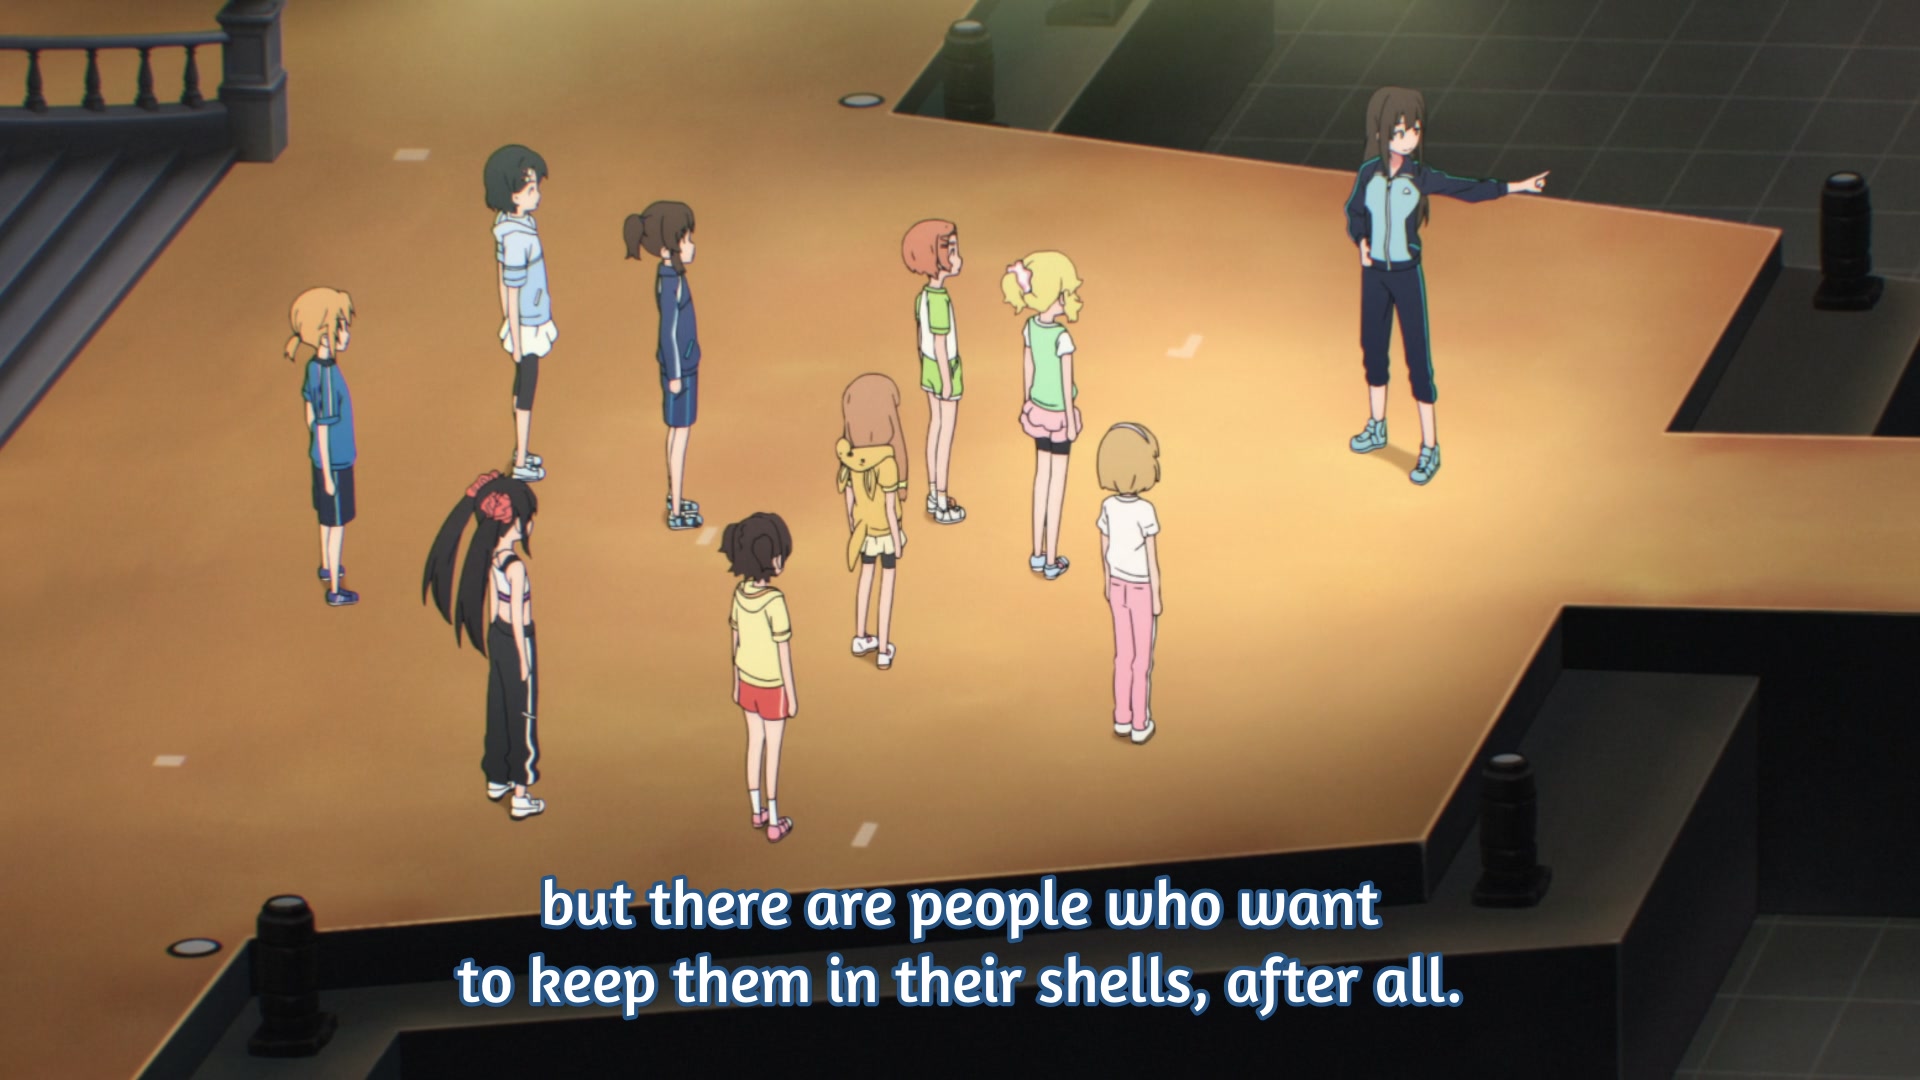 but there are people who want
to keep them in their shells, after all.